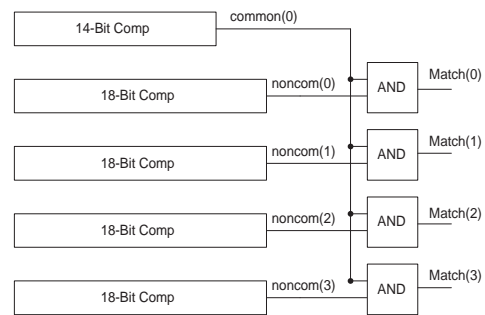 common(0)
14-Bit Comp
noncom(0)
18-Bit Comp
AND
Match(0)
noncom(1)
18-Bit Comp
AND
Match(1)
noncom(2)
18-Bit Comp
AND
Match(2)
noncom(3)
18-Bit Comp
AND
Match(3)